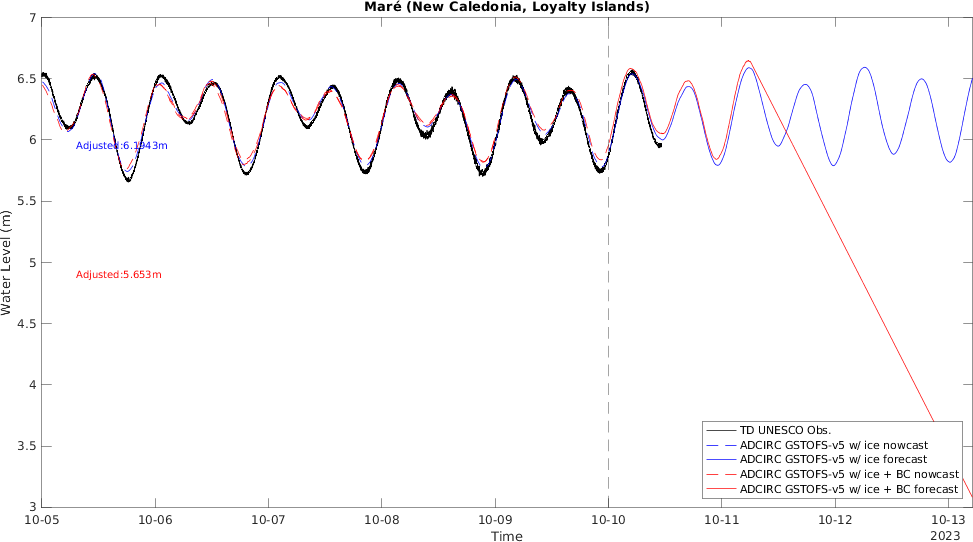 Maré (New Caledonia, Loyalty Islands)
7
6.5
6
5.5
5
4.5
4
3.5
3
Water Level (m)
Adjusted:6.1943m
Adjusted:5.653m
TD UNESCO Obs.
ADCIRC GSTOFS-v5 w/ ice nowcast
ADCIRC GSTOFS-v5 w/ ice forecast
ADCIRC GSTOFS-v5 w/ ice + BC nowcast
ADCIRC GSTOFS-v5 w/ ice + BC forecast
10-05 10-06 10-07 10-08 10-09 10-10 10-11 10-12 10-13
2023
Time